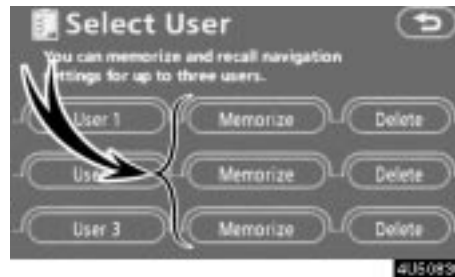 Select User
You can memorize and recall navigation
settings for up to three users.
User 1 Memorize Delete
Use Memorize Delete
User 3 Memorize Delete
4U5089